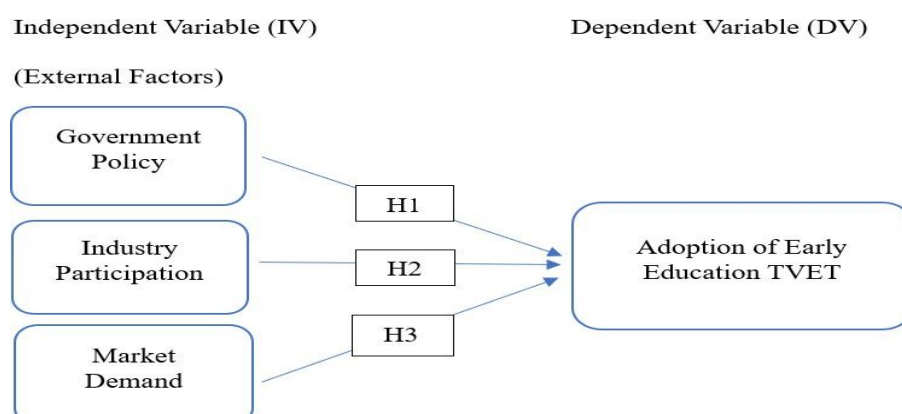 Independent Variable (IV)
Dependent Variable (DV)
(External Factors)
Government
Policy
H1
Industry
Participation
H2
Adoption of Early
Education TVET
H3
Market
Demand